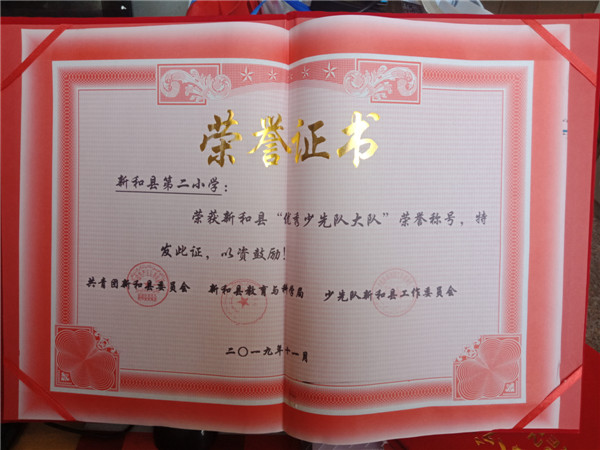 荣誉证书
新和县第二小学：
荣获新和县“优秀少先队大队”荣誉称号，特
发此证，以资鼓励！
共青团新和县委员会 新和县教育与科学局 少先队新和县工作委员会
二〇一九年十一月